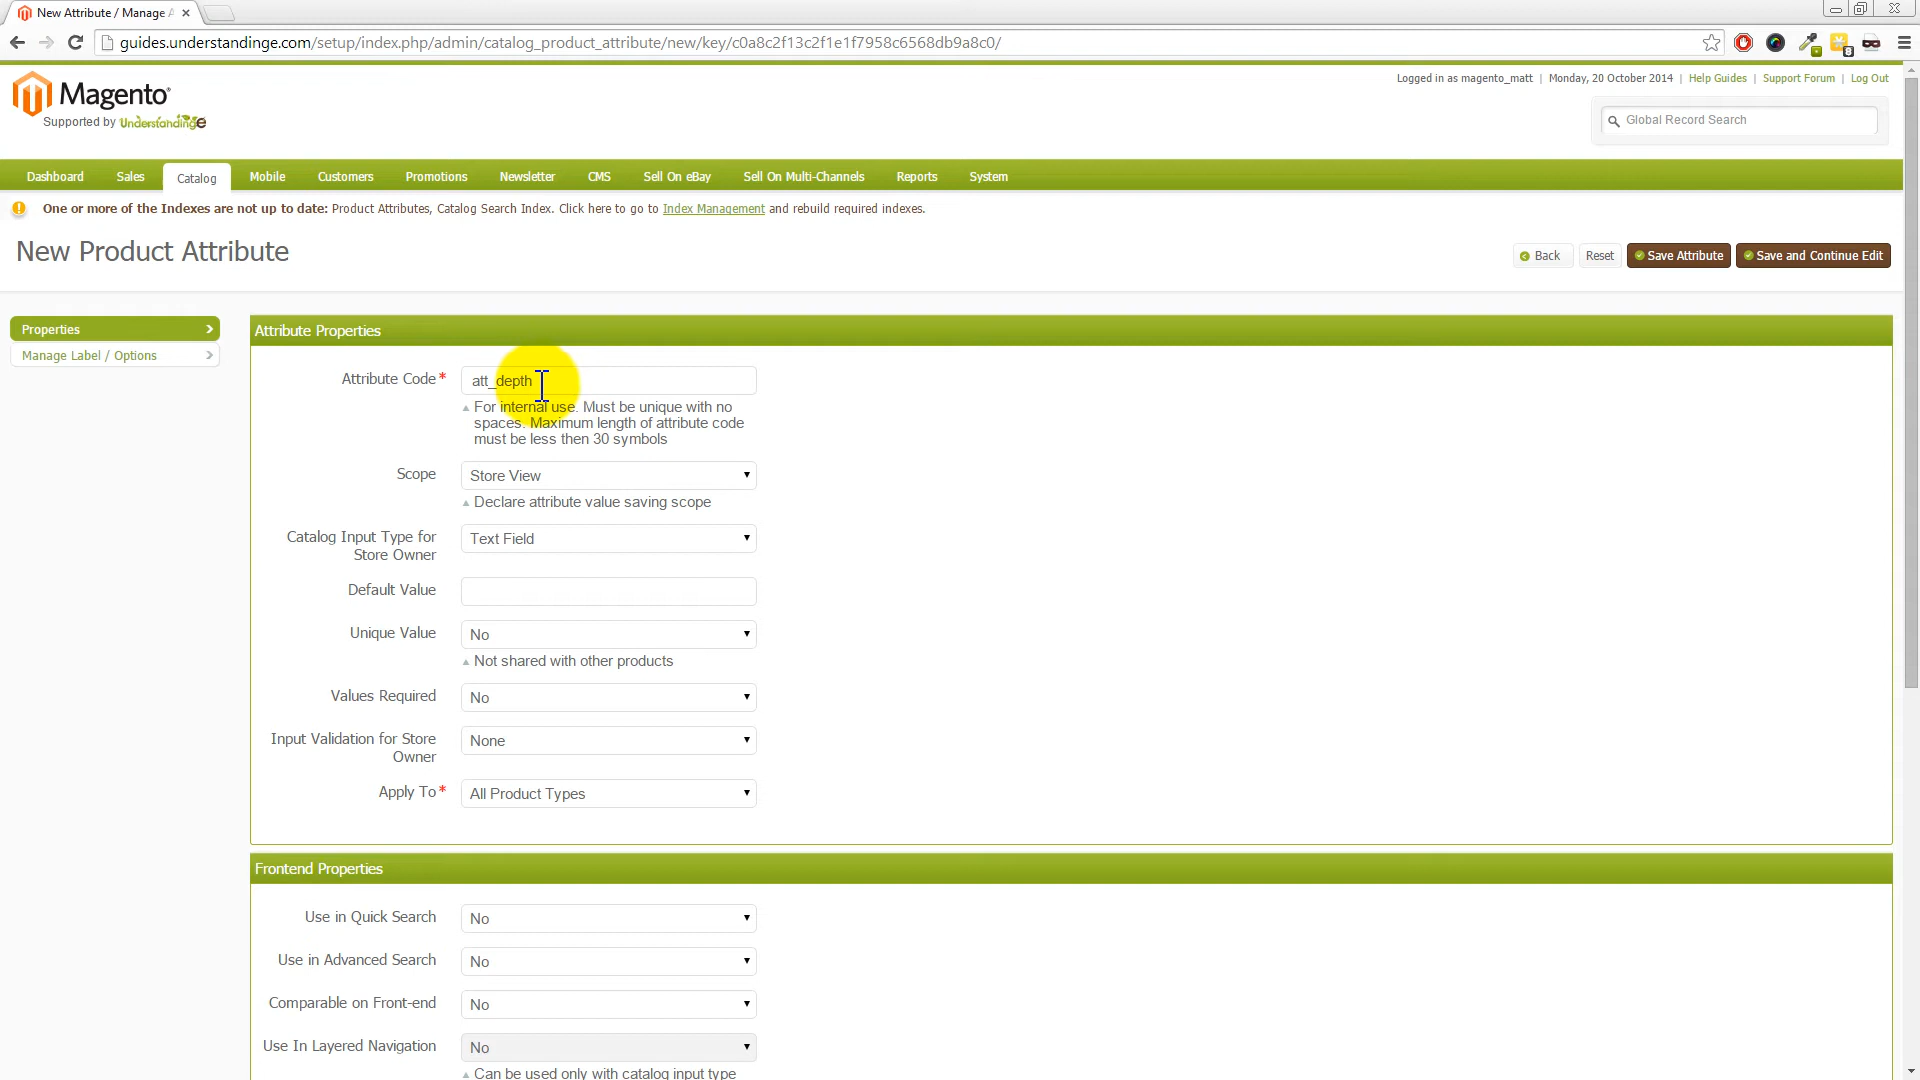 New Attribute / Manage A
guides.understandinge.com/setup/index.php/admin/catalog_product_attribute/new/key/c0a8c2f13c2f1e1f7958c6568db9a8c0/
8
Logged in as magento_matt | Monday, 20 October 2014 | Help Guides | Support Forum | Log Out
Magento®
Supported by Understandinge
Global Record Search
Dashboard Sales Catalog Mobile Customers Promotions Newsletter CMS Sell On eBay Sell On Multi-Channels Reports System
One or more of the Indexes are not up to date: Product Attributes, Catalog Search Index. Click here to go to Index Management and rebuild required indexes.
New Product Attribute
Back Reset Save Attribute Save and Continue Edit
Properties
Manage Label / Options
Attribute Properties
Attribute Code* att_depth
For internal use. Must be unique with no
spaces. Maximum length of attribute code
must be less then 30 symbols
Scope Store View
Declare attribute value saving scope
Catalog Input Type for
Store Owner
Text Field
Default Value
Unique Value No
Not shared with other products
Values Required No
Input Validation for Store
Owner
None
Apply To* All Product Types
Frontend Properties
Use in Quick Search No
Use in Advanced Search No
Comparable on Front-end No
Use In Layered Navigation No
Can be used only with catalog input type